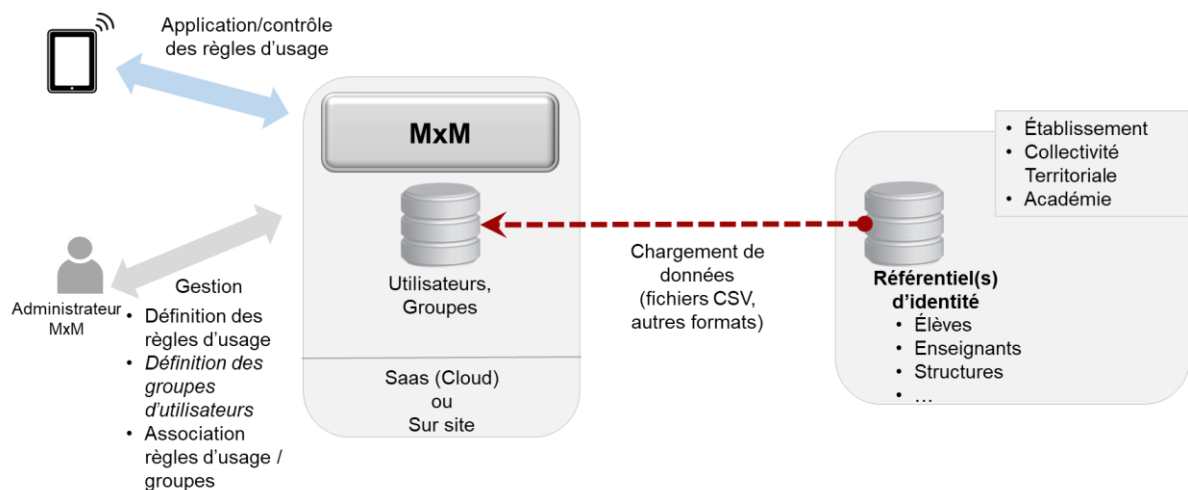 Application/contrôle
des règles d'usage
MxM
• Établissement
• Collectivité
Territoriale
• Académie
Chargement de
données
(fichiers CSV,
autres formats)
Référentiel(s)
d'identité
• Élèves
• Enseignants
• Structures
• ...
Utilisateurs,
Groupes
Saas (Cloud)
ou
Sur site
Administrateur
MxM
Gestion
• Définition des
règles d'usage
• Définition des
groupes
d'utilisateurs
• Association
règles d'usage /
groupes